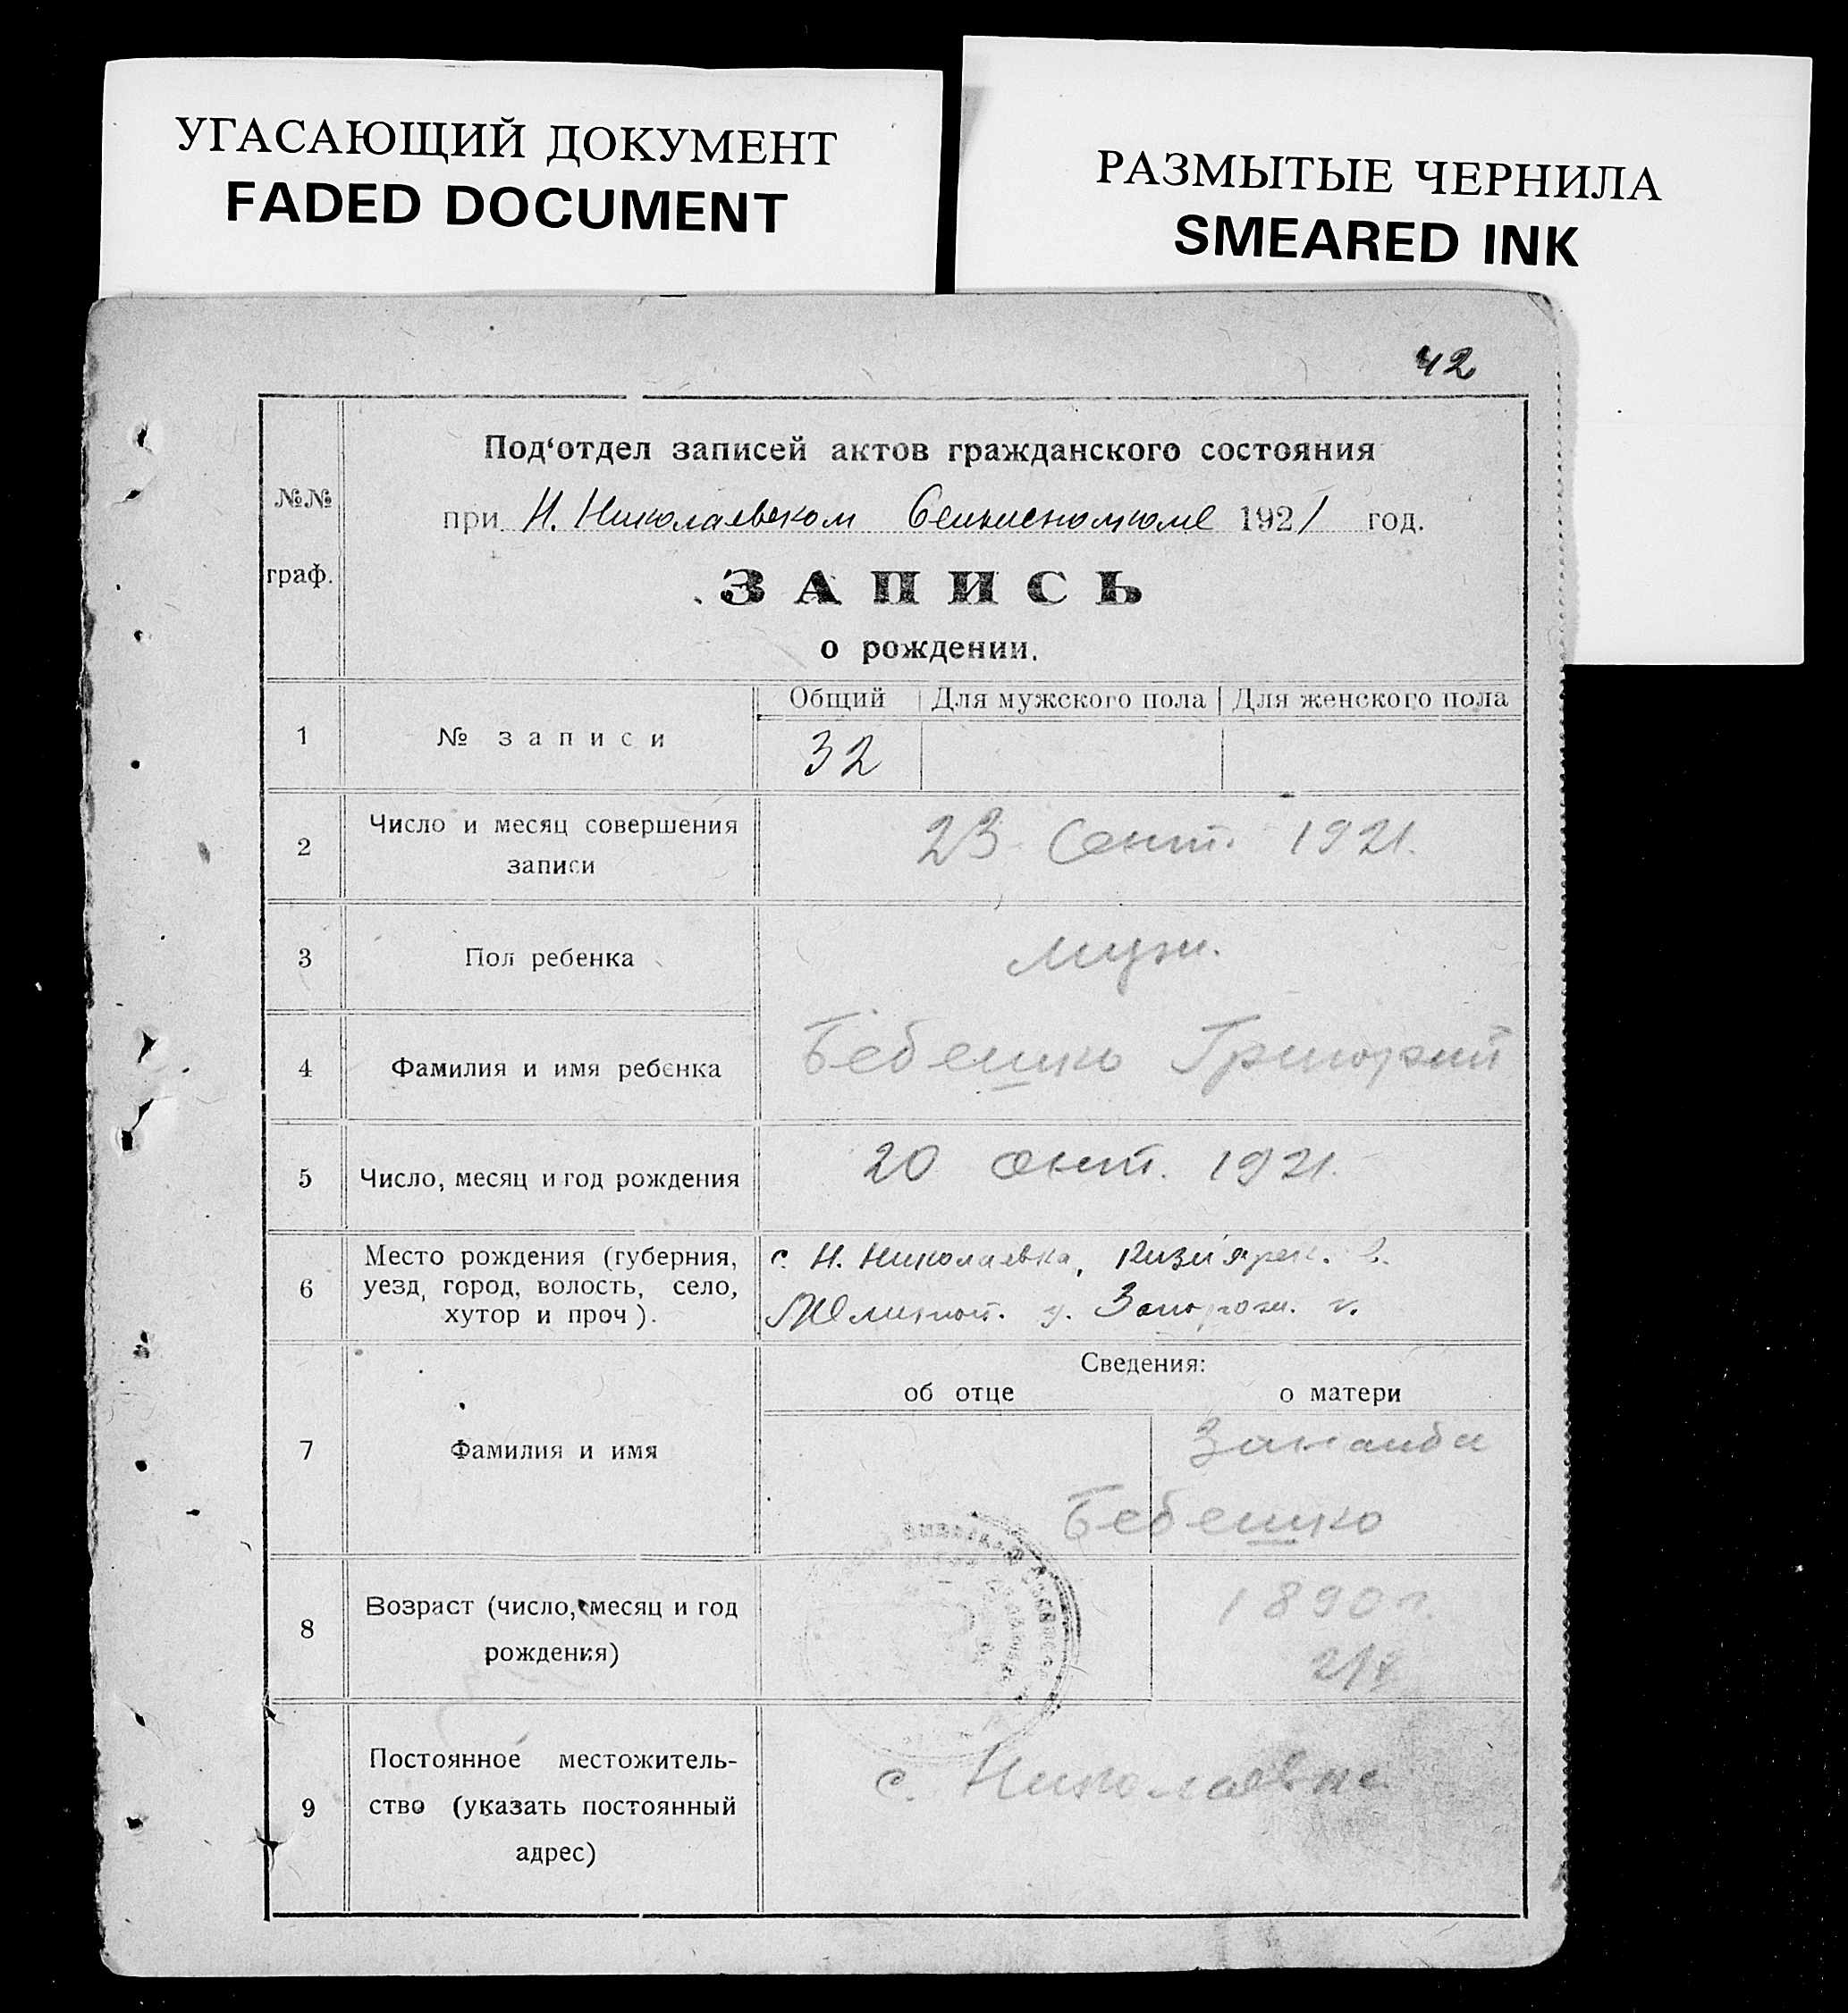 УГАСАЮЩИЙ ДОКУМЕНТ
FADED DOCUMENT
РАЗМЫТЫЕ ЧЕРНИЛА
SMEARED INK
42
№№ граф.
Под‘отдел записей актов гражданского состояния
при Н. Николаевском 1921 год.
ЗАПИСЬ
о рождении.
Общий Для мужского пола Для женского пола
1 № записи 32
2 Число и месяц совершения
записи
23 Сент. 1921.
3 Пол ребенка муж.
4 Фамилия и имя ребенка Бебешко Григорий
5 Число, месяц и год рождения 20 сент. 1921.
6 Место рождения (губерния,
уезд, город, волость, село,
хутор и проч).
с. Н. Николаевка, Кизиярск. в.
Мелитоп. у. Запорож. г.
Сведения:
об отце о матери
7 Фамилия и имя
Бебешко
8 Возраст (число, месяц и год
рождения)
1890 г.
9 Постоянное местожитель-
ство (указать постоянный
адрес)
с. Николаевка